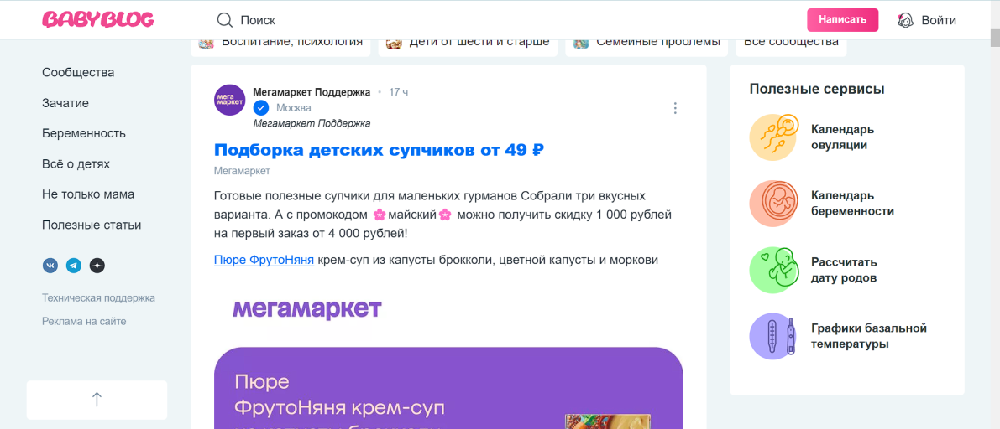 BABYBLOG
Поиск
Написать
Войти
Воспитание, психология
Дети от шести и старше
Семейные проблемы
Все сообщества
Сообщества
Зачатие
Беременность
Всё о детях
Не только мама
Полезные статьи
Техническая поддержка
Реклама на сайте
мега
маркет
Мегамаркет Поддержка • 17 ч
Москва
Мегамаркет Поддержка
Подборка детских супчиков от 49 ₽
Мегамаркет
Готовые полезные супчики для маленьких гурманов Собрали три вкусных
варианта. А с промокодом 🌸майский🌸 можно получить скидку 1 000 рублей
на первый заказ от 4 000 рублей!
Пюре ФрутоНяня крем-суп из капусты брокколи, цветной капусты и моркови
мегамаркет
Пюре
ФрутоНяня крем-суп
из капусты брокколи
Полезные сервисы
Календарь
овуляции
Календарь
беременности
Рассчитать
дату родов
Графики базальной
температуры